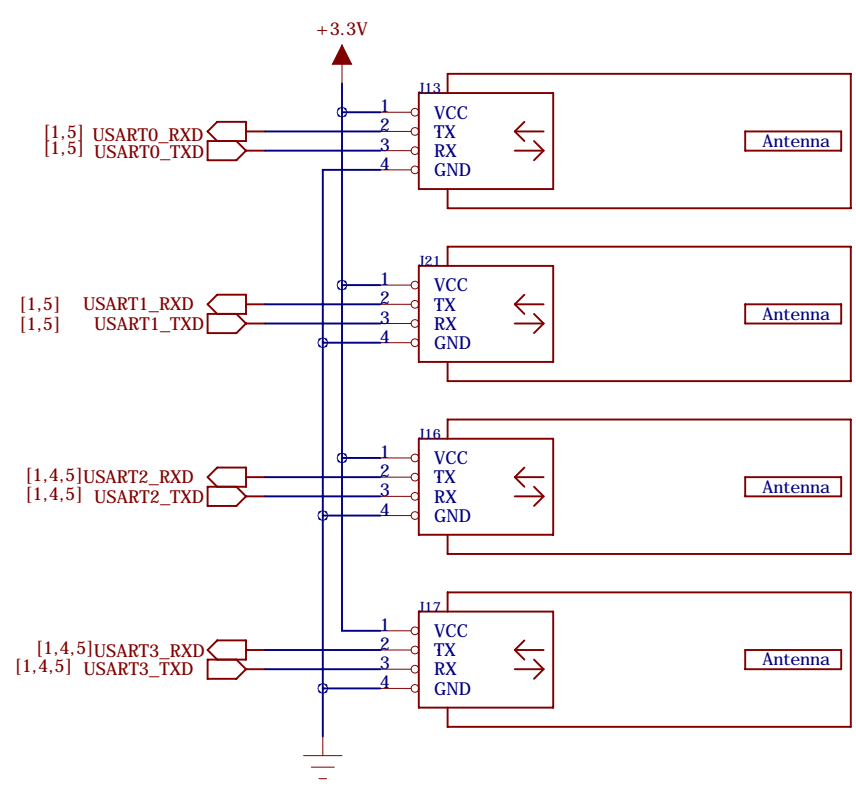 +3.3V
J13
1 VCC
[1,5] USART0_RXD 2 TX Antenna
[1,5] USART0_TXD 3 RX
4 GND
J21
1 VCC
[1,5] USART1_RXD 2 TX Antenna
[1,5] USART1_TXD 3 RX
4 GND
J16
1 VCC
[1,4,5]USART2_RXD 2 TX Antenna
[1,4,5] USART2_TXD 3 RX
4 GND
J17
1 VCC
[1,4,5]USART3_RXD 2 TX Antenna
[1,4,5] USART3_TXD 3 RX
4 GND